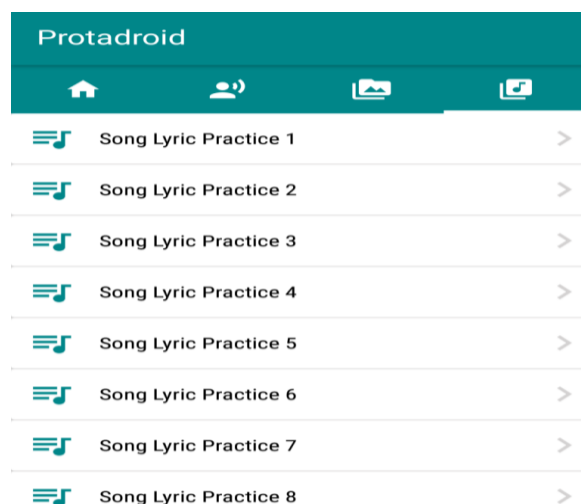 Protadroid
Song Lyric Practice 1
Song Lyric Practice 2
Song Lyric Practice 3
Song Lyric Practice 4
Song Lyric Practice 5
Song Lyric Practice 6
Song Lyric Practice 7
Song Lyric Practice 8